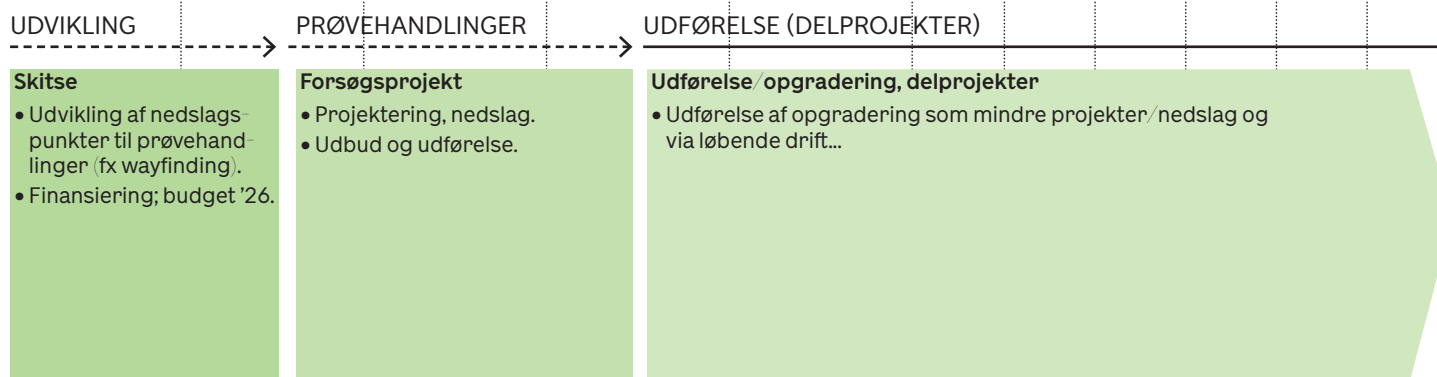 UDVIKLING
PRØVEHANDLINGER
UDFØRELSE (DELPROJEKTER)
Skitse
• Udvikling af nedslags-
punkter til prøvehand-
linger (fx wayfinding).
• Finansiering; budget ’26.
Forsøgsprojekt
• Projektering, nedslag.
• Udbud og udførelse.
Udførelse/opgradering, delprojekter
• Udførelse af opgradering som mindre projekter/nedslag og
via løbende drift...